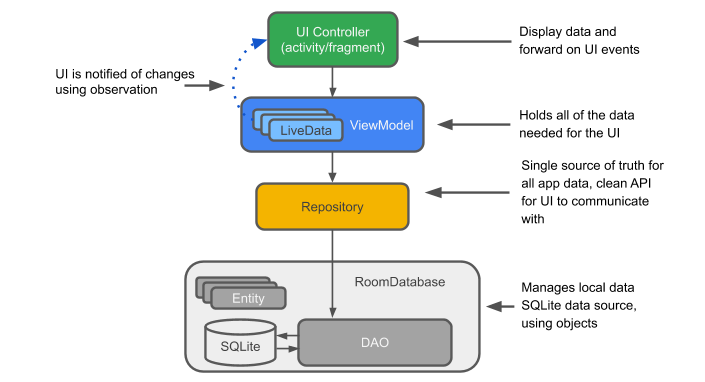 UI Controller
(activity/fragment)
Display data and
forward on UI events
UI is notified of changes
using observation
LiveData
ViewModel
Holds all of the data
needed for the UI
Single source of truth for
all app data, clean API
for UI to communicate
with
Repository
RoomDatabase
Entity
SQLite
DAO
Manages local data
SQLite data source,
using objects